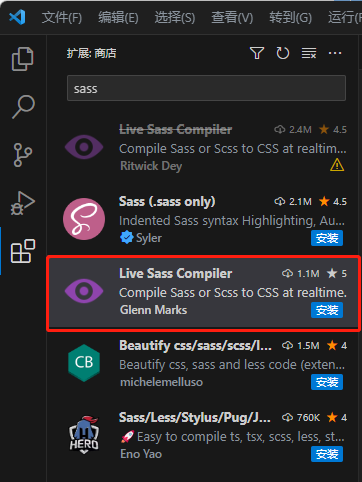 文件(F) 编辑(E) 选择(S) 查看(V) 转到(G) 运行(
扩展: 商店
sass
Live Sass Compiler 2.4M 4.5
Compile Sass or Scss to CSS at realtim...
Ritwick Dey
Sass (.sass only) 2.1M 4.5
Indented Sass syntax Highlighting, Au...
Syler 安装
Live Sass Compiler 1.1M 5
Compile Sass or Scss to CSS at realtime.
Glenn Marks 安装
CB
Beautify css/sass/scss/l... 1.5M 4
Beautify css, sass and less code (exten...
michelemelluso 安装
HERO
Sass/Less/Stylus/Pug/J... 760K 4
Easy to compile ts, tsx, scss, less, st...
Eno Yao 安装